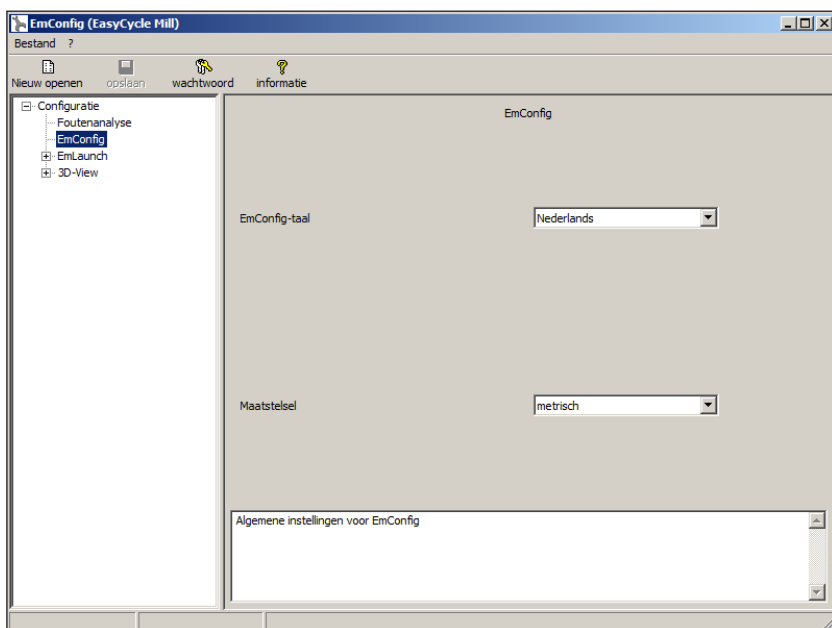 EmConfig (EasyCycle Mill)
Bestand ?
Nieuw openen opslaan wachtwoord informatie
Configuratie
Foutenanalyse
EmConfig
EmLaunch
3D-View
EmConfig
EmConfig-taal Nederlands
Maatstelsel metrisch
Algemene instellingen voor EmConfig